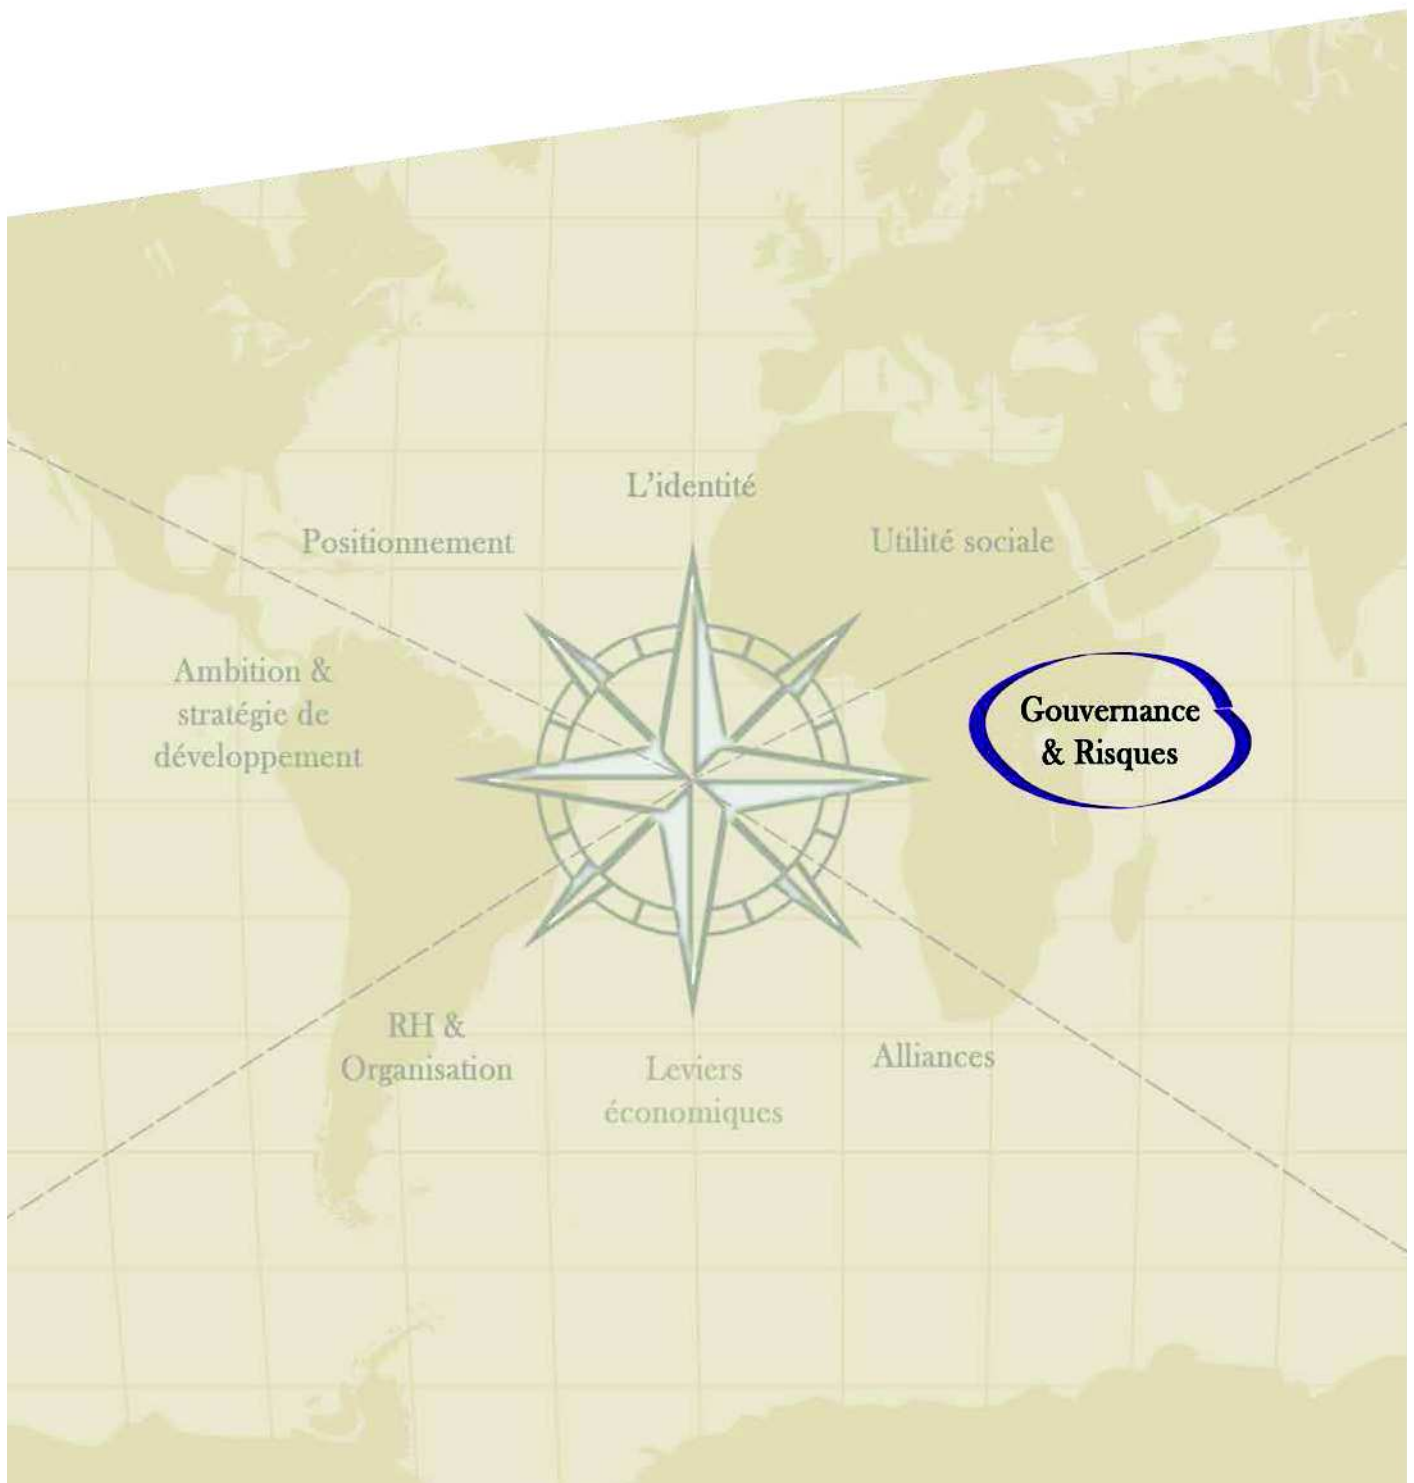 L’identité
Positionnement
Utilité sociale
Ambition &
stratégie de
développement
Gouvernance
& Risques
RH &
Organisation
Leviers
économiques
Alliances